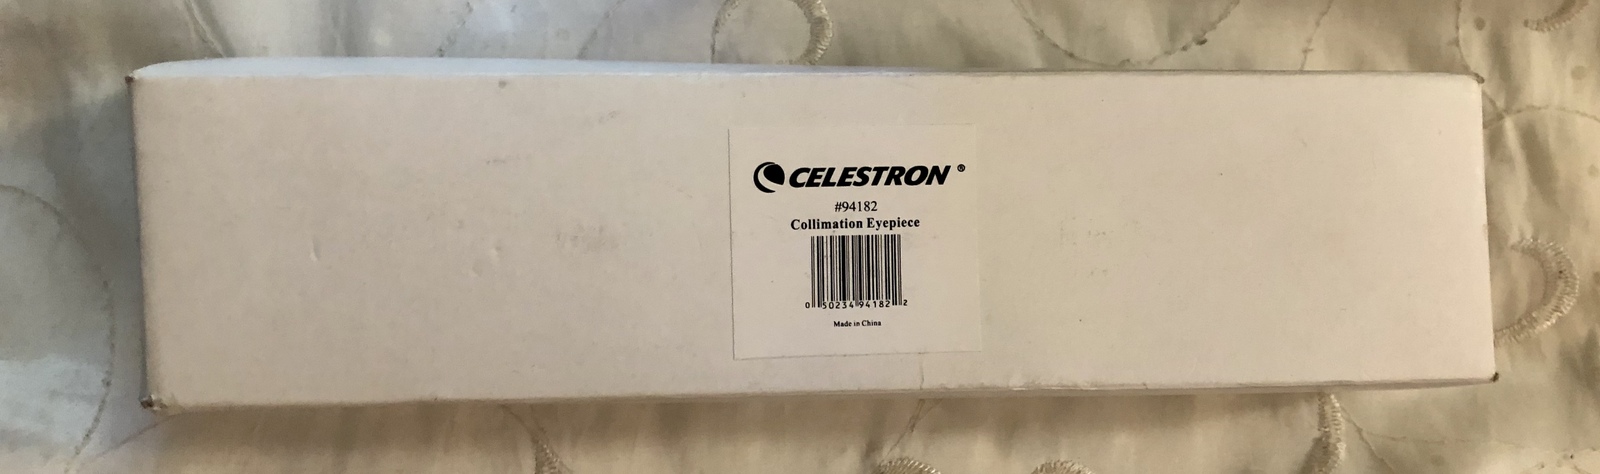 CELESTRON ®
#94182
Collimation Eyepiece
0 50234 94182 2
Made in China